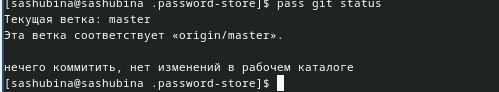 [sashubina@sashubina .password-store]$ pass git status
Текущая ветка: master
Эта ветка соответствует «origin/master».
нечего коммитить, нет изменений в рабочем каталоге
[sashubina@sashubina .password-store]$